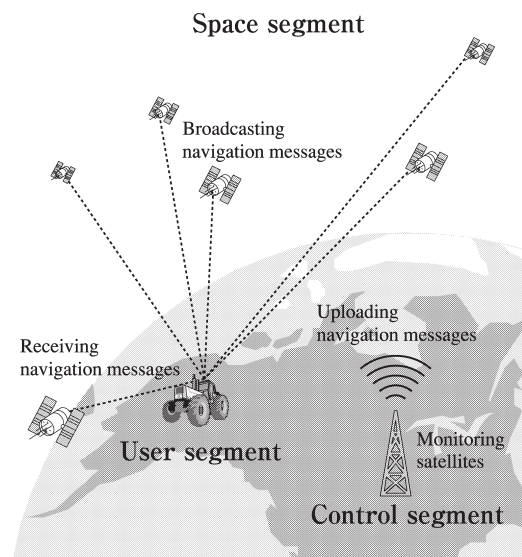 Space segment
Broadcasting
navigation messages
Uploading
navigation messages
Receiving
navigation messages
User segment
Monitoring
satellites
Control segment